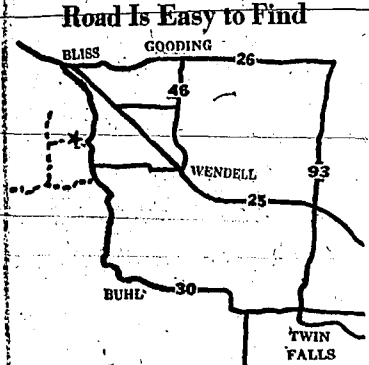 Road Is Easy to Find
BLISS
GOODING
26
46
WENDELL
93
25
BUHL
30
TWIN
FALLS